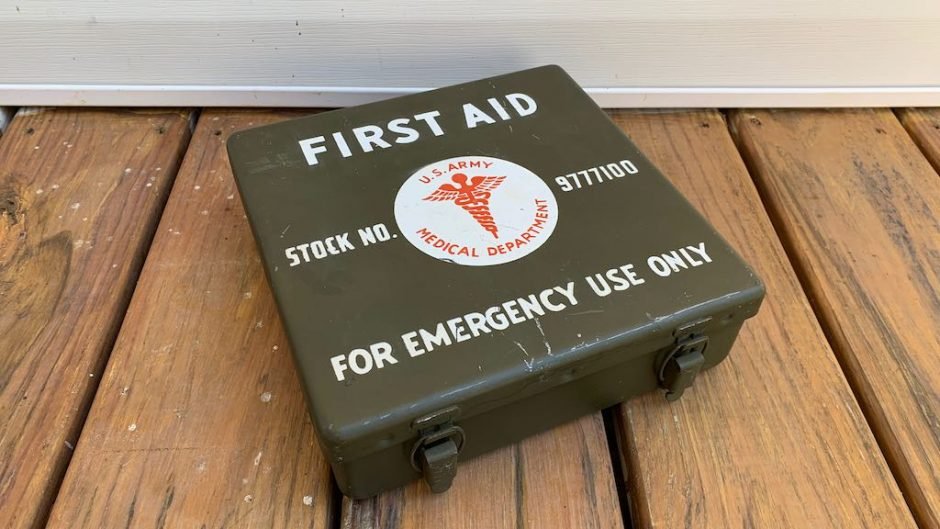 FIRST AID
U.S. ARMY
STOCK NO. 9777100
MEDICAL DEPARTMENT
FOR EMERGENCY USE ONLY